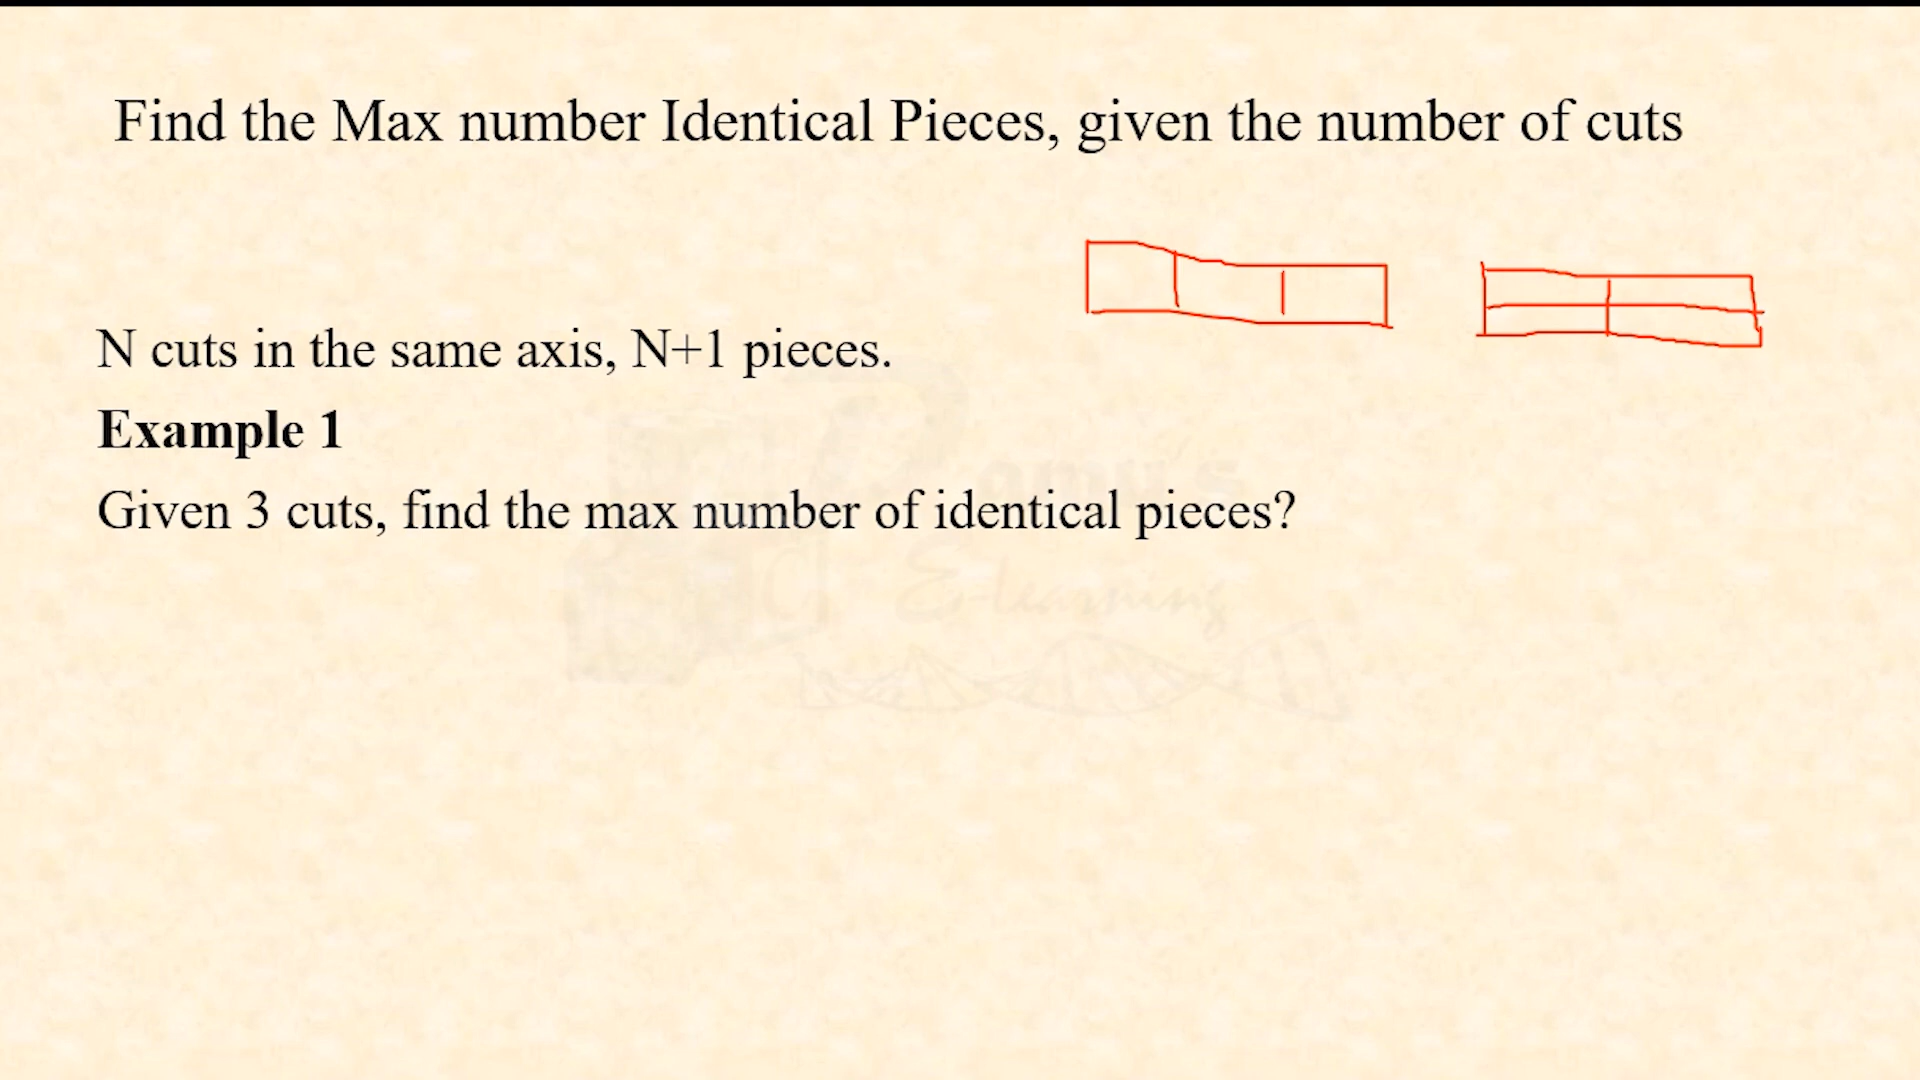 Find the Max number Identical Pieces, given the number of cuts
N cuts in the same axis, N+1 pieces.
Example 1
Given 3 cuts, find the max number of identical pieces?
E-learning